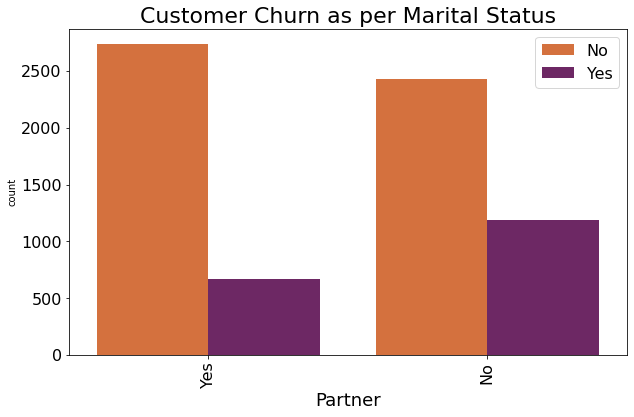 Customer Churn as per Marital Status
No
Yes
count
2500
2000
1500
1000
500
0
Yes
No
Partner